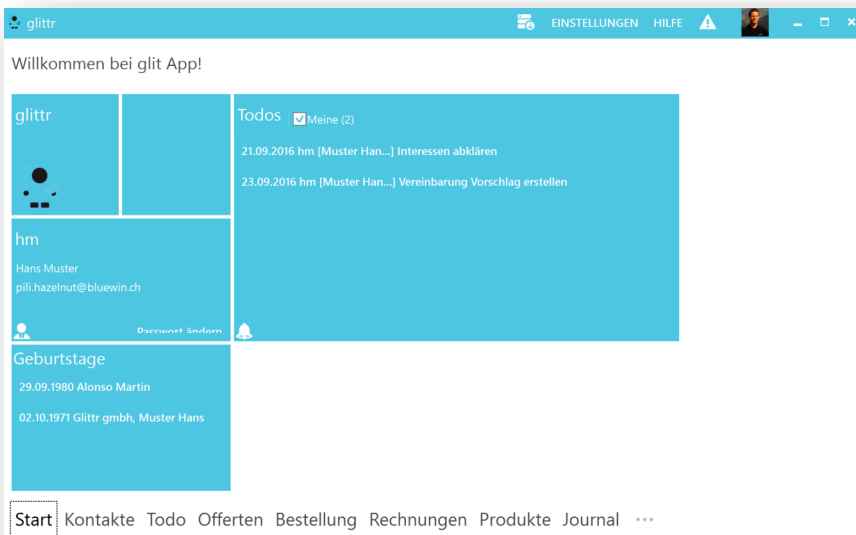 glittr
EINSTELLUNGEN HILFE
Willkommen bei glit App!
glittr
Todos Meine (2)
21.09.2016 hm [Muster Han...] Interessen abklären
23.09.2016 hm [Muster Han...] Vereinbarung Vorschlag erstellen
hm
Hans Muster
pili.hazelnut@bluewin.ch
Passwort ändern
Geburtstage
29.09.1980 Alonso Martin
02.10.1971 Glittr gmbh, Muster Hans
Start Kontakte Todo Offerten Bestellung Rechnungen Produkte Journal ...